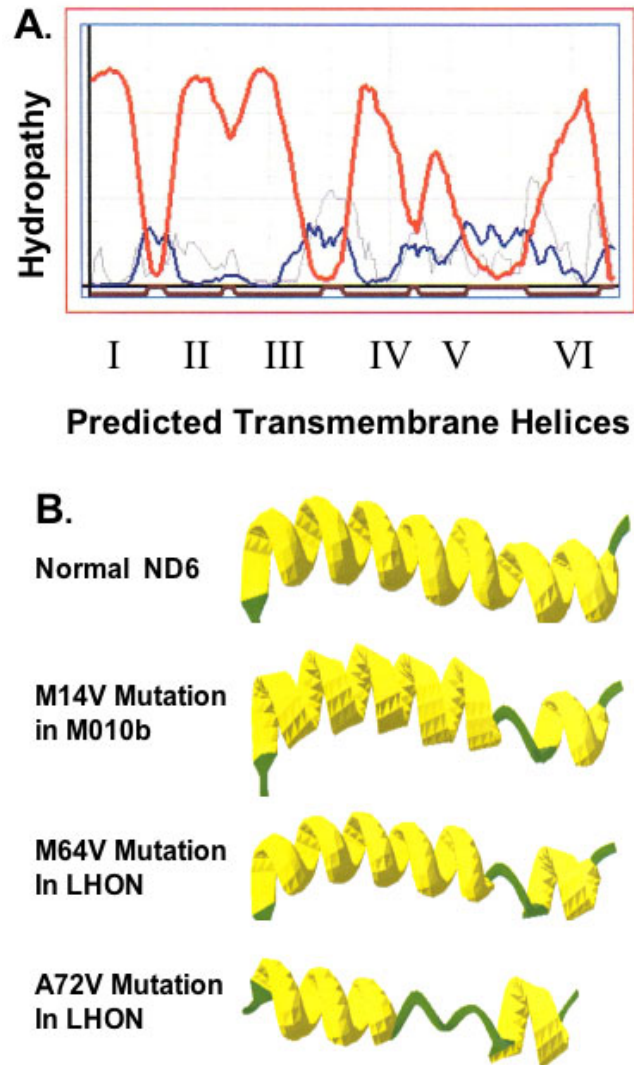 A.
Hydropathy
I II III IV V VI
Predicted Transmembrane Helices
B.
Normal ND6
M14V Mutation
in M010b
M64V Mutation
In LHON
A72V Mutation
In LHON